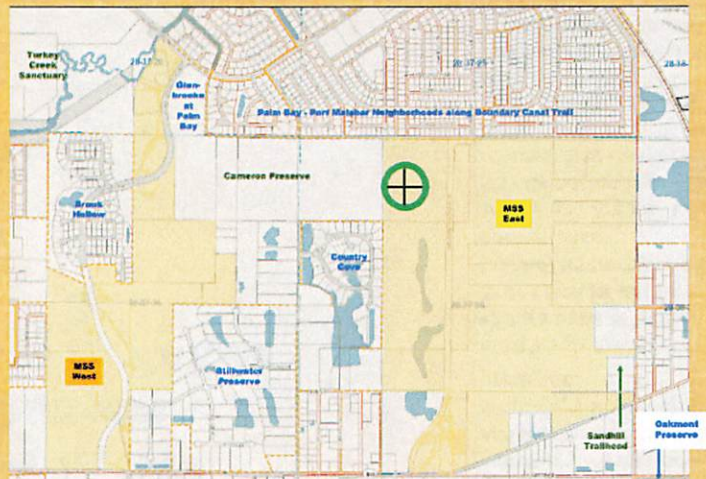 Turkey
Creek
Sanctuary
Glen-
brooke
at
Palm
Bay
Palm Bay - Port Malabar Neighborhoods along Boundary Canal Trail
Cameron Preserve
Brook
Hollow
MSS
East
Country
Cove
MSS
West
Stillwater
Preserve
Sandhill
Trailhead
Oakmont
Preserve